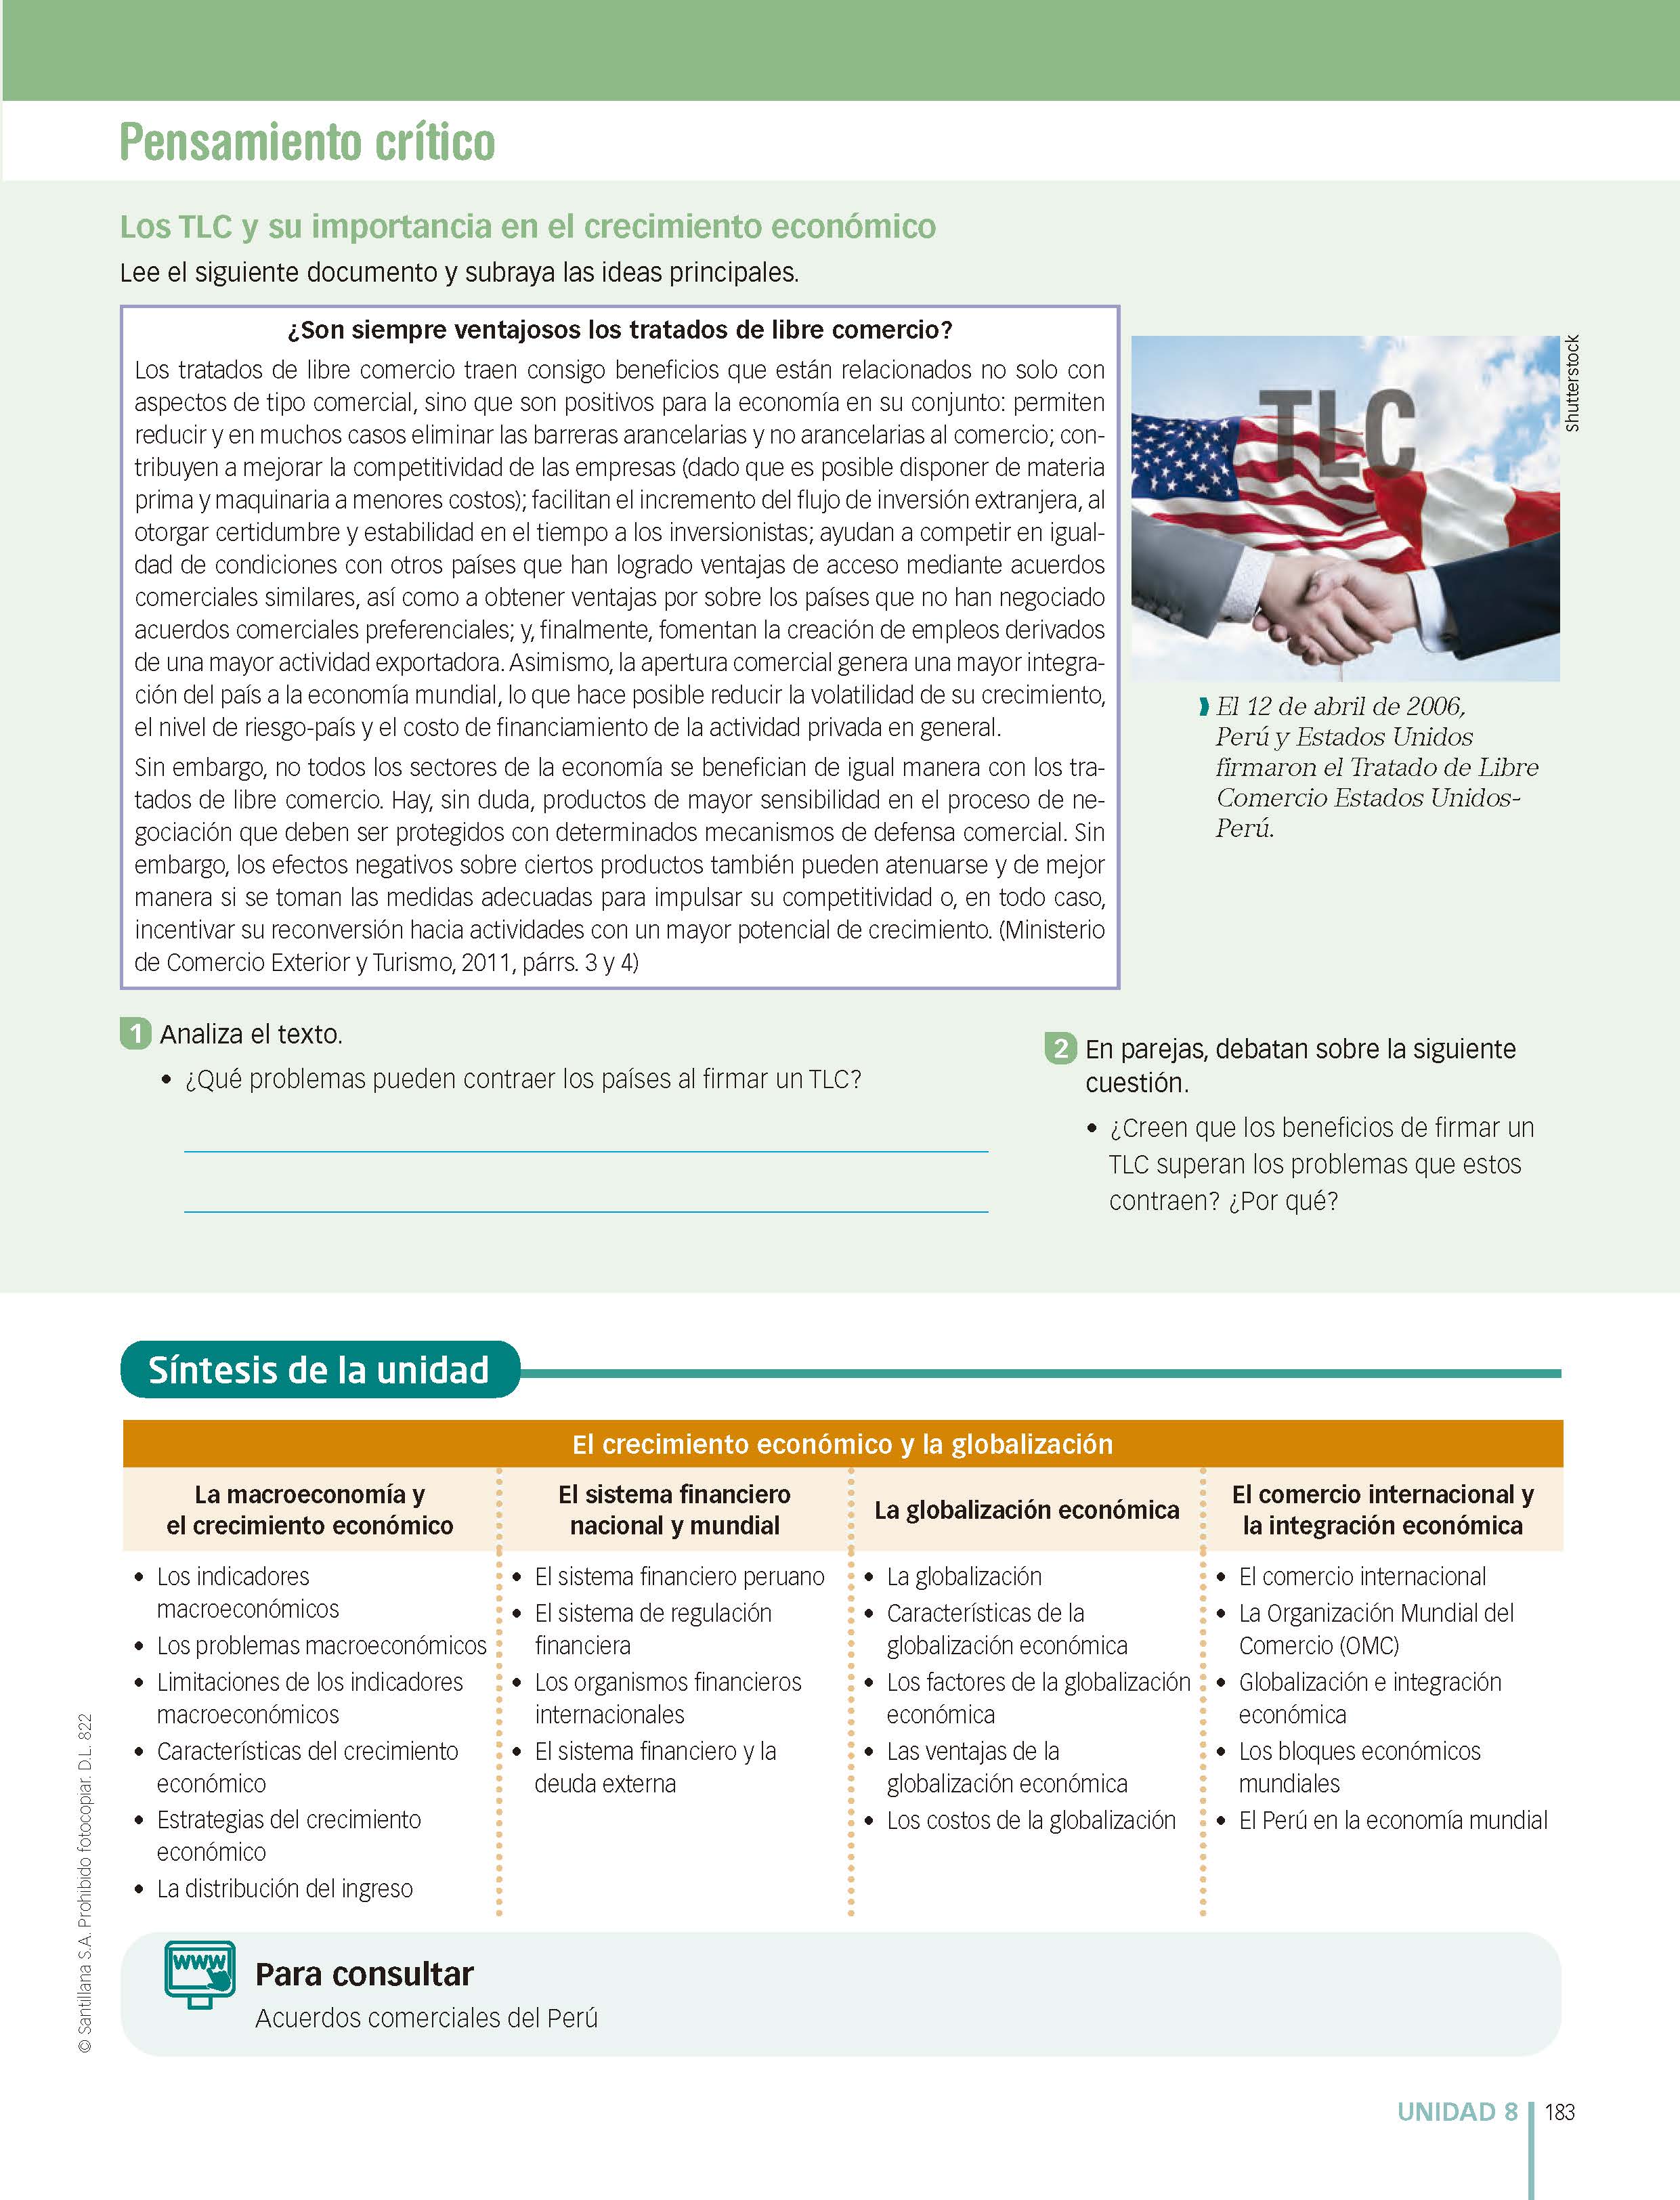 Pensamiento crítico
Los TLC y su importancia en el crecimiento económico
Lee el siguiente documento y subraya las ideas principales.
¿Son siempre ventajosos los tratados de libre comercio?
Los tratados de libre comercio traen consigo beneficios que están relacionados no solo con
aspectos de tipo comercial, sino que son positivos para la economía en su conjunto: permiten
reducir y en muchos casos eliminar las barreras arancelarias y no arancelarias al comercio; con-
tribuyen a mejorar la competitividad de las empresas (dado que es posible disponer de materia
prima y maquinaria a menores costos); facilitan el incremento del flujo de inversión extranjera, al
otorgar certidumbre y estabilidad en el tiempo a los inversionistas; ayudan a competir en igual-
dad de condiciones con otros países que han logrado ventajas de acceso mediante acuerdos
comerciales similares, así como a obtener ventajas por sobre los países que no han negociado
acuerdos comerciales preferenciales; y, finalmente, fomentan la creación de empleos derivados
de una mayor actividad exportadora. Asimismo, la apertura comercial genera una mayor integra-
ción del país a la economía mundial, lo que hace posible reducir la volatilidad de su crecimiento,
el nivel de riesgo-país y el costo de financiamiento de la actividad privada en general.
Sin embargo, no todos los sectores de la economía se benefician de igual manera con los tra-
tados de libre comercio. Hay, sin duda, productos de mayor sensibilidad en el proceso de ne-
gociación que deben ser protegidos con determinados mecanismos de defensa comercial. Sin
embargo, los efectos negativos sobre ciertos productos también pueden atenuarse y de mejor
manera si se toman las medidas adecuadas para impulsar su competitividad o, en todo caso,
incentivar su reconversión hacia actividades con un mayor potencial de crecimiento. (Ministerio
de Comercio Exterior y Turismo, 2011, párrs. 3 y 4)
TLC
Shutterstock
El 12 de abril de 2006,
Perú y Estados Unidos
firmaron el Tratado de Libre
Comercio Estados Unidos-
Perú.
1 Analiza el texto.
• ¿Qué problemas pueden contraer los países al firmar un TLC?
2 En parejas, debatan sobre la siguiente
cuestión.
• ¿Creen que los beneficios de firmar un
TLC superan los problemas que estos
contraen? ¿Por qué?
Síntesis de la unidad
El crecimiento económico y la globalización
La macroeconomía y
el crecimiento económico
• Los indicadores
macroeconómicos
• Los problemas macroeconómicos
• Limitaciones de los indicadores
macroeconómicos
• Características del crecimiento
económico
• Estrategias del crecimiento
económico
• La distribución del ingreso
El sistema financiero
nacional y mundial
• El sistema financiero peruano
• El sistema de regulación
financiera
• Los organismos financieros
internacionales
• El sistema financiero y la
deuda externa
La globalización económica
• La globalización
• Características de la
globalización económica
• Los factores de la globalización
económica
• Las ventajas de la
globalización económica
• Los costos de la globalización
El comercio internacional y
la integración económica
• El comercio internacional
• La Organización Mundial del
Comercio (OMC)
• Globalización e integración
económica
• Los bloques económicos
mundiales
• El Perú en la economía mundial
www
Para consultar
Acuerdos comerciales del Perú
© Santillana S.A. Prohibido fotocopiar. D.L. 822
UNIDAD 8 183